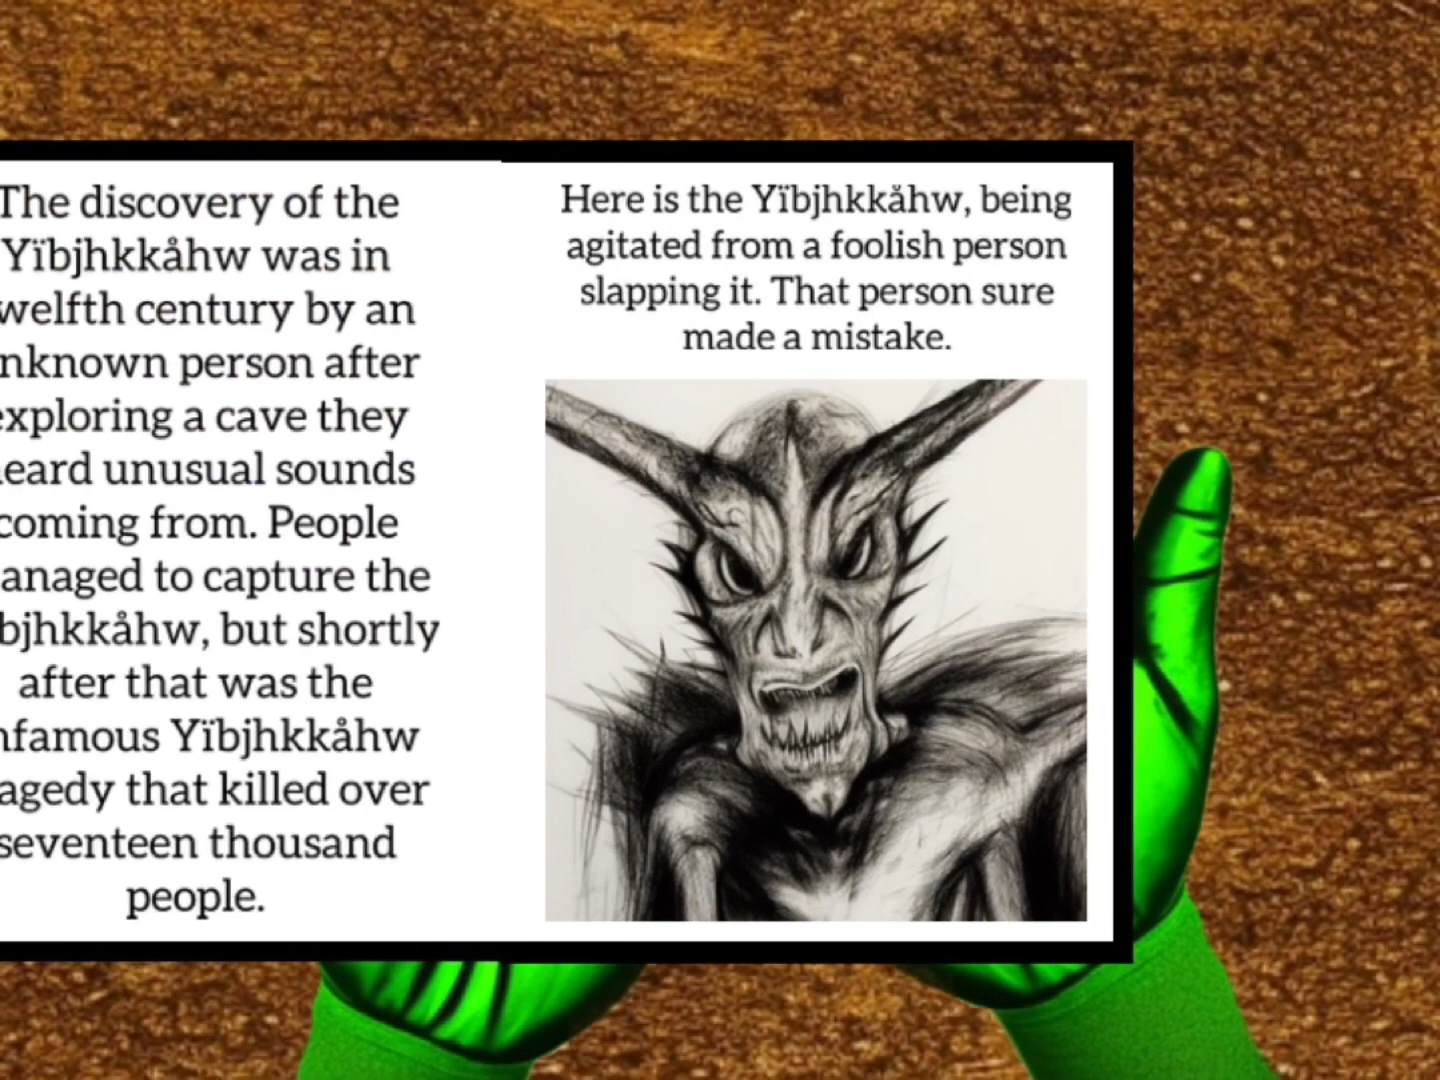 The discovery of the
Yïbjhkkåhw was in
welfth century by an
nknown person after
exploring a cave they
eard unusual sounds
coming from. People
anaged to capture the
bjhkkåhw, but shortly
after that was the
nfamous Yïbjhkkåhw
agedy that killed over
seventeen thousand
people.
Here is the Yïbjhkkåhw, being
agitated from a foolish person
slapping it. That person sure
made a mistake.